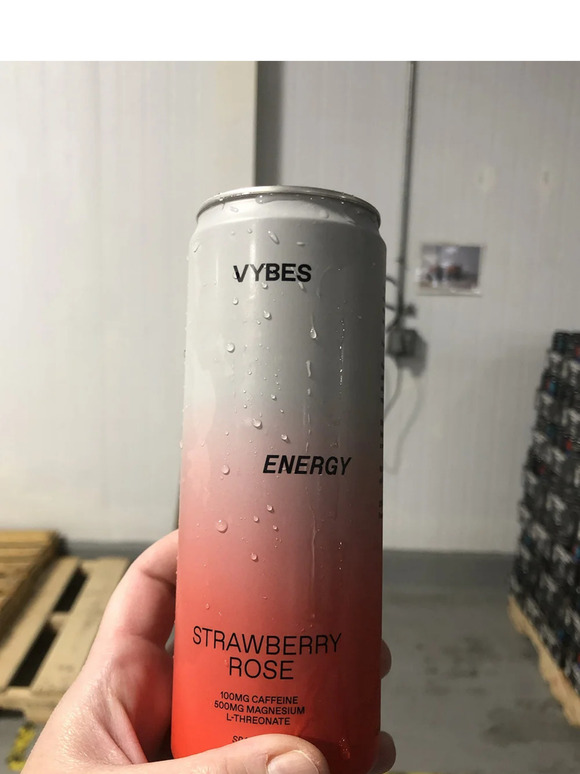 VYBES
ENERGY
STRAWBERRY
ROSE
100MG CAFFEINE
500MG MAGNESIUM
L-THREONATE